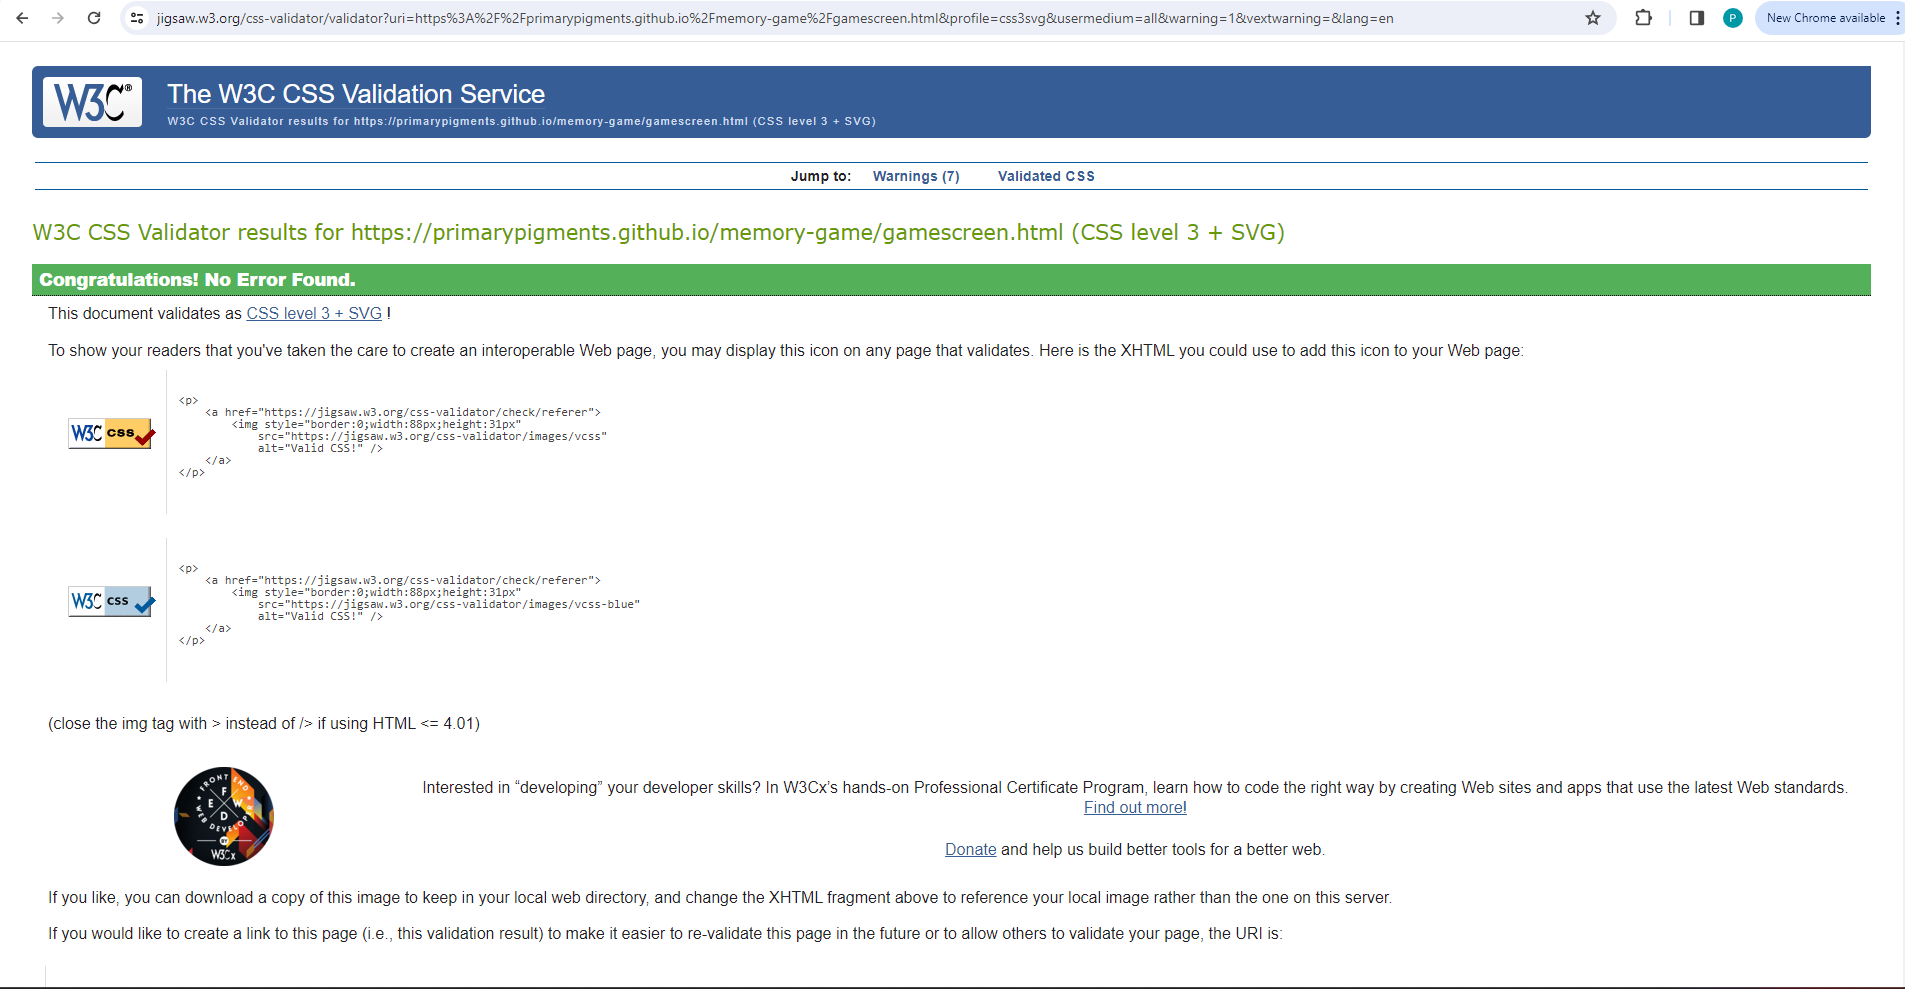 jigsaw.w3.org/css-validator/validator?uri=https%3A%2F%2Fprimarypigments.github.io%2Fmemory-game%2Fgamescreen.html&profile=css3svg&usermedium=all&warning=1&vextwarning=&lang=en
P
New Chrome available
W3C®
The W3C CSS Validation Service
W3C CSS Validator results for https://primarypigments.github.io/memory-game/gamescreen.html (CSS level 3 + SVG)
Jump to: Warnings (7) Validated CSS
W3C CSS Validator results for https://primarypigments.github.io/memory-game/gamescreen.html (CSS level 3 + SVG)
Congratulations! No Error Found.
This document validates as CSS level 3 + SVG !
To show your readers that you've taken the care to create an interoperable Web page, you may display this icon on any page that validates. Here is the XHTML you could use to add this icon to your Web page:
W3C css
<p>
<a href="https://jigsaw.w3.org/css-validator/check/referer">
<img style="border:0;width:88px;height:31px"
src="https://jigsaw.w3.org/css-validator/images/vcss"
alt="Valid CSS!" />
</a>
</p>
W3C css
<p>
<a href="https://jigsaw.w3.org/css-validator/check/referer">
<img style="border:0;width:88px;height:31px"
src="https://jigsaw.w3.org/css-validator/images/vcss-blue"
alt="Valid CSS!" />
</a>
</p>
(close the img tag with > instead of /> if using HTML <= 4.01)
FRONT END
F
E W
D
WEB DEVELOPER
W3Cx
Interested in “developing” your developer skills? In W3Cx’s hands-on Professional Certificate Program, learn how to code the right way by creating Web sites and apps that use the latest Web standards.
Find out more!
Donate and help us build better tools for a better web.
If you like, you can download a copy of this image to keep in your local web directory, and change the XHTML fragment above to reference your local image rather than the one on this server.
If you would like to create a link to this page (i.e., this validation result) to make it easier to re-validate this page in the future or to allow others to validate your page, the URI is: